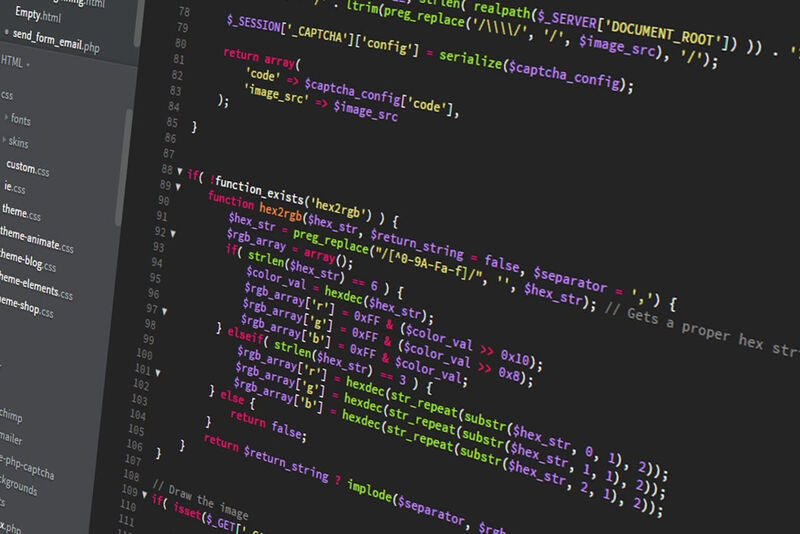 Empty.html
send_form_email.php
HTML
css
fonts
skins
custom.css
ie.css
theme.css
theme-animate.css
theme-blog.css
theme-elements.css
theme-shop.css
chimp
mailer
-php-captcha
78
79 . ltrim(preg_replace('/\\\\/', '/', $image_src), '/');
80 $_SESSION['_CAPTCHA']['config'] = serialize($captcha_config);
81 return array(
82 'code' => $captcha_config['code'],
83 'image_src' => $image_src
84 );
85 }
86
87
88 if( !function_exists('hex2rgb') ) {
89 function hex2rgb($hex_str, $return_string = false, $separator = ',') {
90 $hex_str = preg_replace("/[^0-9A-Fa-f]/", '', $hex_str); // Gets a proper hex
91 $rgb_array = array();
92 if( strlen($hex_str) == 6 ) {
93 $color_val = hexdec($hex_str);
94 $rgb_array['r'] = 0xFF & ($color_val >> 0x10);
95 $rgb_array['g'] = 0xFF & ($color_val >> 0x8);
96 $rgb_array['b'] = 0xFF & $color_val;
97 } elseif( strlen($hex_str) == 3 ) {
98 $rgb_array['r'] = hexdec(str_repeat(substr($hex_str, 0, 1), 2));
99 $rgb_array['g'] = hexdec(str_repeat(substr($hex_str, 1, 1), 2));
100 $rgb_array['b'] = hexdec(str_repeat(substr($hex_str, 2, 1), 2));
101 } else {
102 return false;
103 }
104 return $return_string ? implode($separator,
105 }
106 }
107
108 // Draw the image
109 if( isset($_GET['
110
111